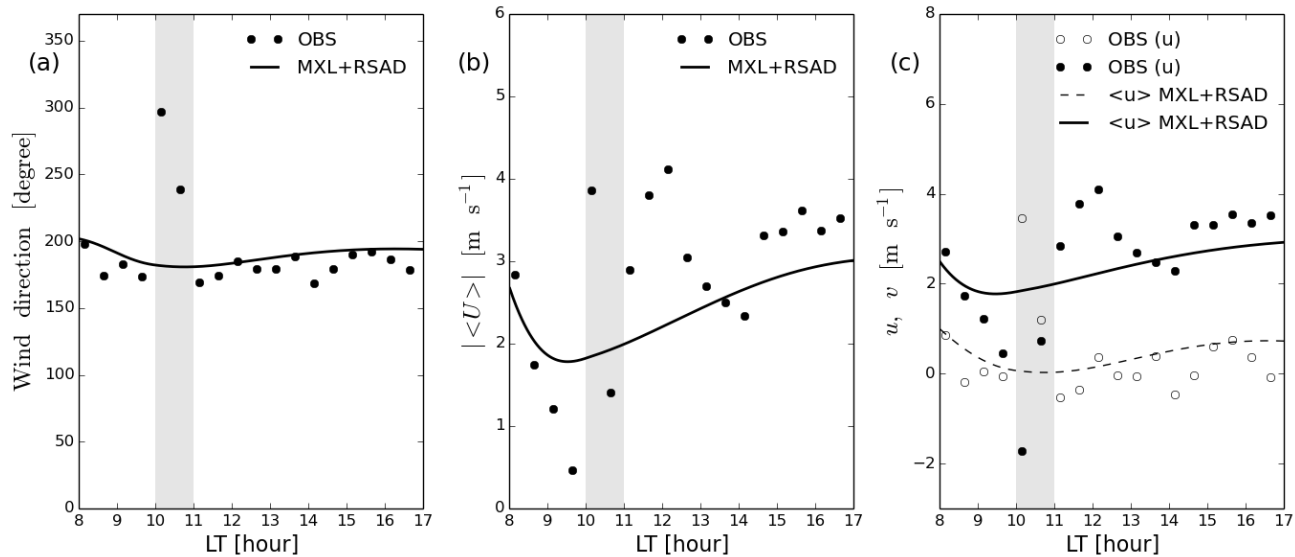 (a)
OBS
MXL+RSAD
350
300
250
200
150
100
50
0
Wind direction [degree]
8 9 10 11 12 13 14 15 16 17
LT [hour]
(b)
OBS
MXL+RSAD
6
5
4
3
2
1
0
|<U>| [m s⁻¹]
8 9 10 11 12 13 14 15 16 17
LT [hour]
(c)
OBS (u)
OBS (u)
<u> MXL+RSAD
<u> MXL+RSAD
8
6
4
2
0
−2
u, v [m s⁻¹]
8 9 10 11 12 13 14 15 16 17
LT [hour]